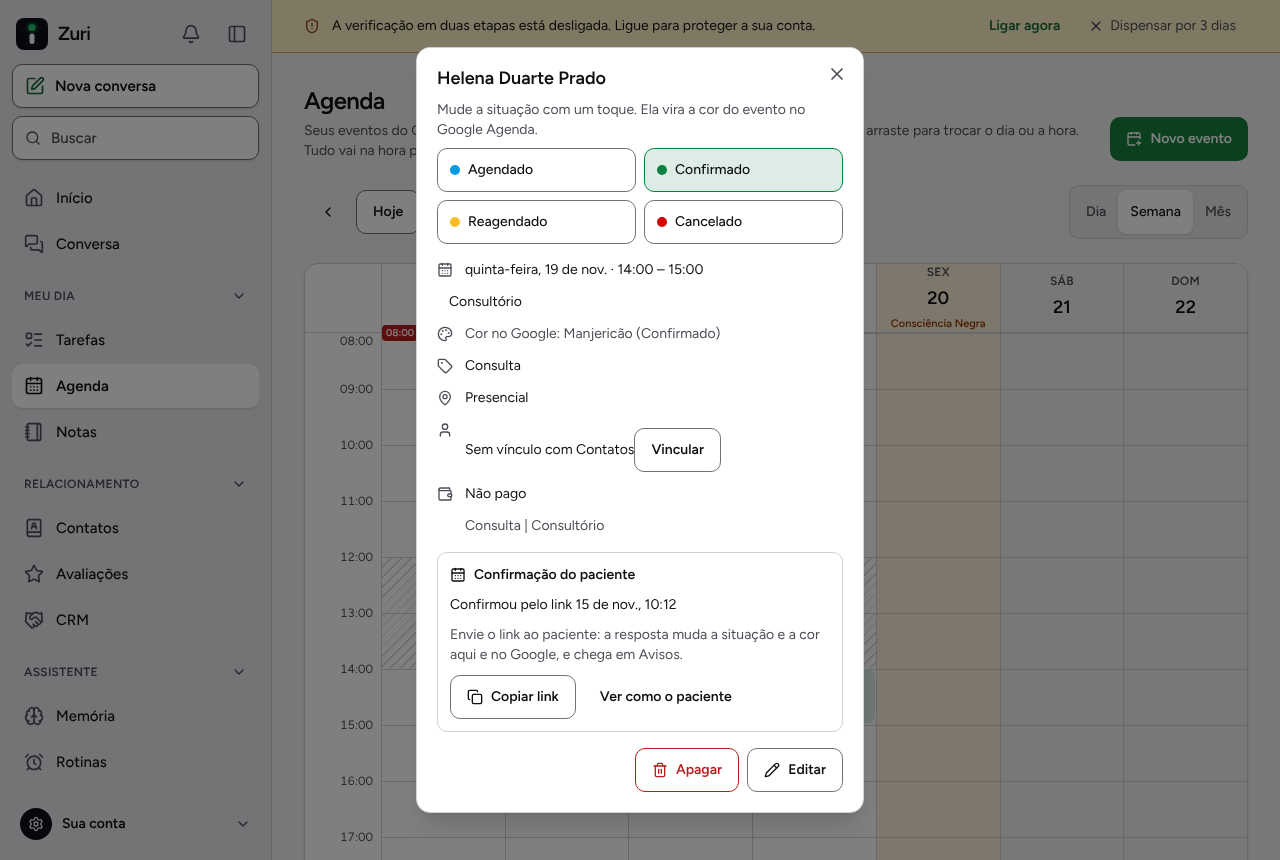 Zuri
A verificação em duas etapas está desligada. Ligue para proteger a sua conta.
Ligar agora
Dispensar por 3 dias
Nova conversa
Buscar
Início
Conversa
MEU DIA
Tarefas
Agenda
Notas
RELACIONAMENTO
Contatos
Avaliações
CRM
ASSISTENTE
Memória
Rotinas
Sua conta
Agenda
Seus eventos do
arraste para trocar o dia ou a hora.
Tudo vai na hora
Novo evento
Hoje
Dia
Semana
Mês
SEX
20
Consciência Negra
SÁB
21
DOM
22
08:00
08:00
09:00
10:00
11:00
12:00
13:00
14:00
15:00
16:00
17:00
Helena Duarte Prado
Mude a situação com um toque. Ela vira a cor do evento no
Google Agenda.
Agendado
Confirmado
Reagendado
Cancelado
quinta-feira, 19 de nov. · 14:00 – 15:00
Consultório
Cor no Google: Manjericão (Confirmado)
Consulta
Presencial
Sem vínculo com Contatos
Vincular
Não pago
Consulta | Consultório
Confirmação do paciente
Confirmou pelo link 15 de nov., 10:12
Envie o link ao paciente: a resposta muda a situação e a cor
aqui e no Google, e chega em Avisos.
Copiar link
Ver como o paciente
Apagar
Editar